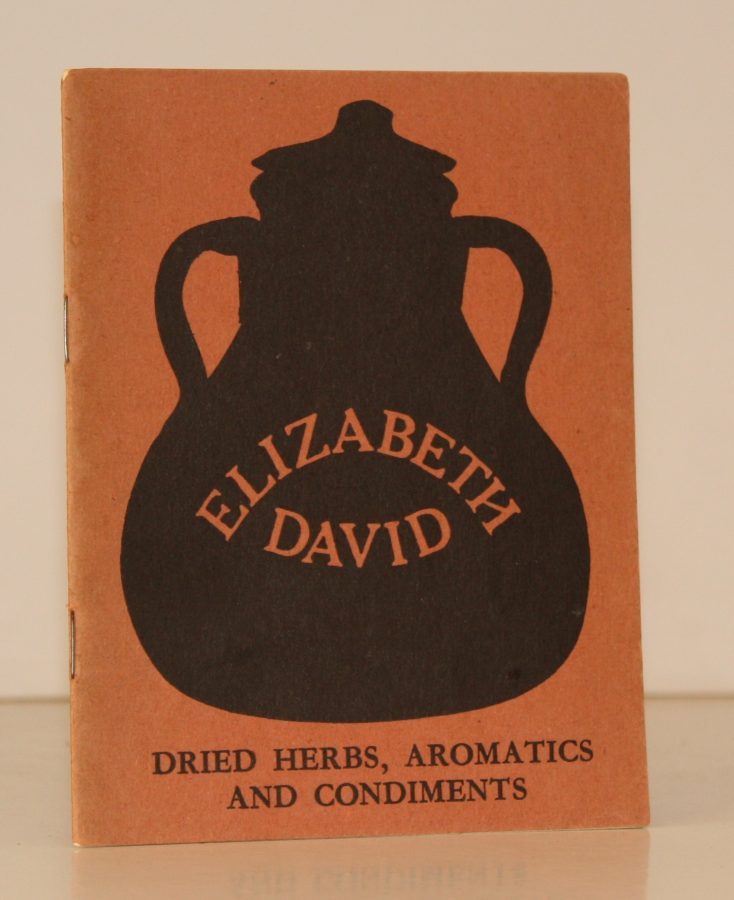 ELIZABETH
DAVID
DRIED HERBS, AROMATICS
AND CONDIMENTS